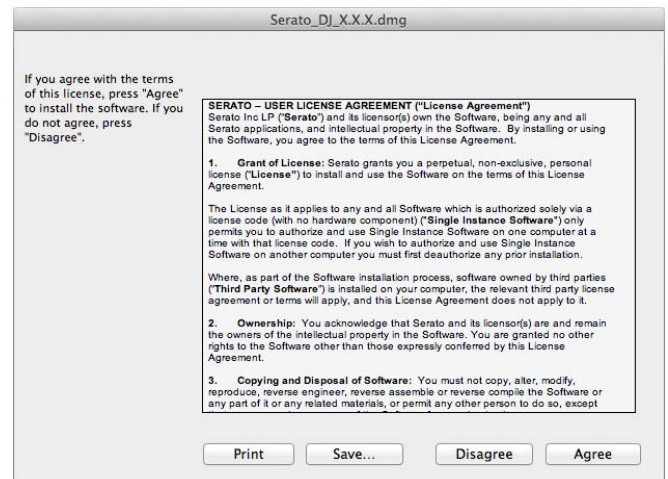 Serato_DJ_X.X.X.dmg
If you agree with the terms
of this license, press "Agree"
to install the software. If you
do not agree, press
"Disagree".
SERATO – USER LICENSE AGREEMENT ("License Agreement")
Serato Inc LP ("Serato") and its licensor(s) own the Software, being any and all
Serato applications, and intellectual property in the Software. By installing or using
the Software, you agree to the terms of this License Agreement.
1. Grant of License: Serato grants you a perpetual, non-exclusive, personal
license ("License") to install and use the Software on the terms of this License
Agreement.
The License as it applies to any and all Software which is authorized solely via a
license code (with no hardware component) ("Single Instance Software") only
permits you to authorize and use Single Instance Software on one computer at a
time with that license code. If you wish to authorize and use Single Instance
Software on another computer you must first deauthorize any prior installation.
Where, as part of the Software installation process, software owned by third parties
("Third Party Software") is installed on your computer, the relevant third party license
agreement or terms will apply, and this License Agreement does not apply to it.
2. Ownership: You acknowledge that Serato and its licensor(s) are and remain
the owners of the intellectual property in the Software. You are granted no other
rights to the Software other than those expressly conferred by this License
Agreement.
3. Copying and Disposal of Software: You must not copy, alter, modify,
reproduce, reverse engineer, reverse assemble or reverse compile the Software or
any part of it or any related materials, or permit any other person to do so, except
Print Save... Disagree Agree